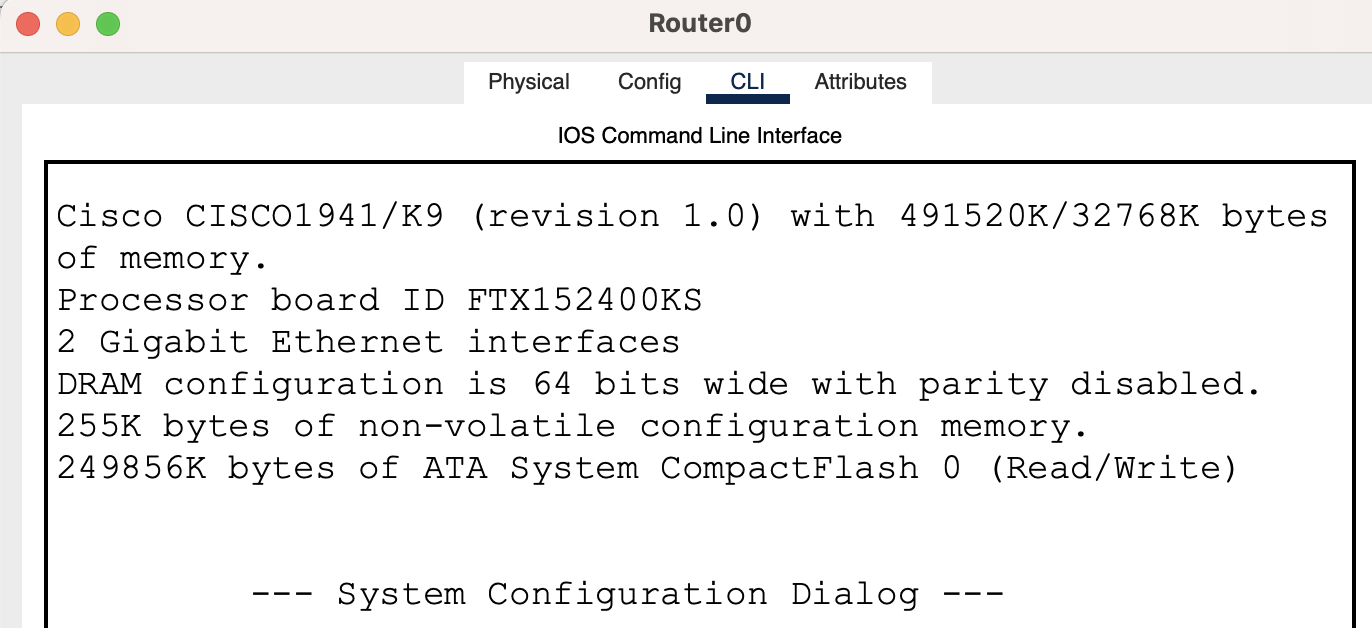 Router0
Physical Config CLI Attributes
IOS Command Line Interface
Cisco CISCO1941/K9 (revision 1.0) with 491520K/32768K bytes
of memory.
Processor board ID FTX152400KS
2 Gigabit Ethernet interfaces
DRAM configuration is 64 bits wide with parity disabled.
255K bytes of non-volatile configuration memory.
249856K bytes of ATA System CompactFlash 0 (Read/Write)
--- System Configuration Dialog ---